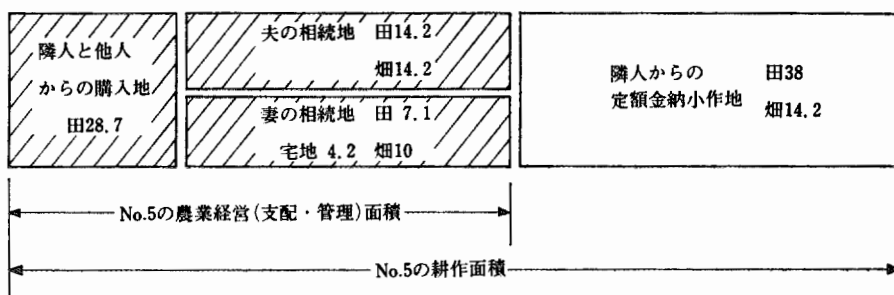 隣人と他人
からの購入地
田28.7
夫の相続地 田14.2
畑14.2
妻の相続地 田 7.1
宅地 4.2 畑10
隣人からの 田38
定額金納小作地
畑14.2
No.5の農業経営(支配・管理)面積
No.5の耕作面積